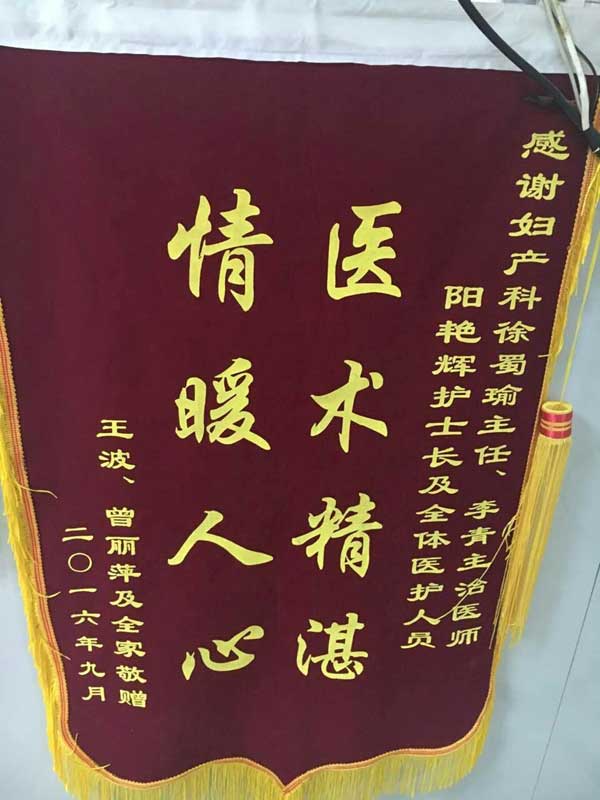 感谢妇产科徐蜀瑜主任、李青主治医师
阳艳辉护士长及全体医护人员
医术精湛
情暖人心
王波、曾丽萍及全家敬赠
二〇一六年九月